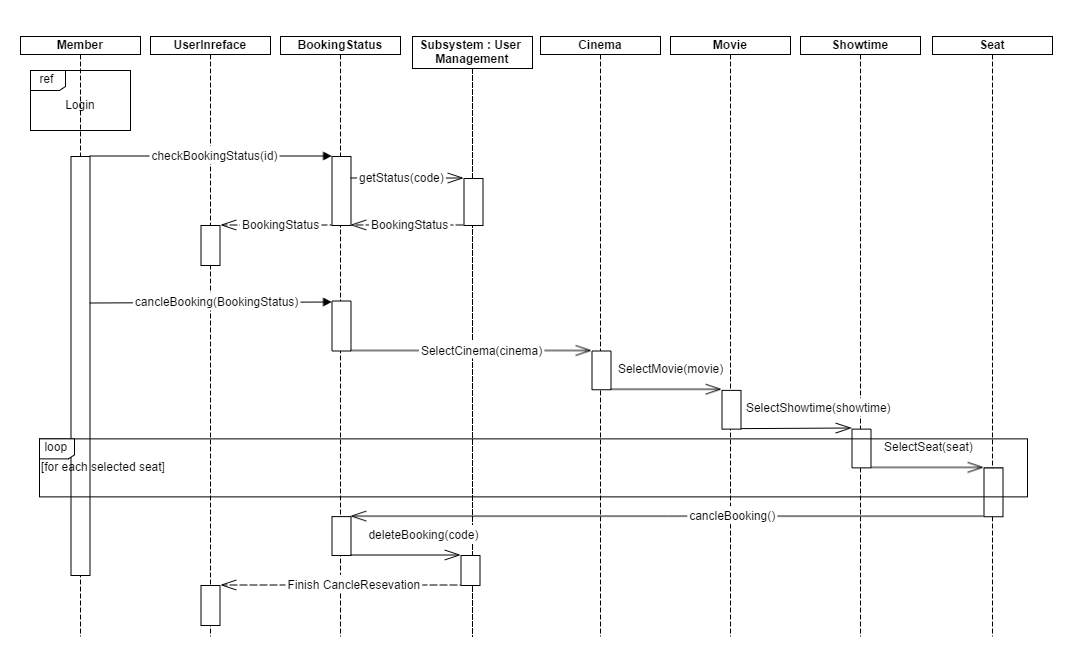 Member
UserInreface
BookingStatus
Subsystem : User
Management
Cinema
Movie
Showtime
Seat
ref
Login
checkBookingStatus(id)
getStatus(code)
BookingStatus
BookingStatus
cancleBooking(BookingStatus)
SelectCinema(cinema)
SelectMovie(movie)
SelectShowtime(showtime)
loop
SelectSeat(seat)
[for each selected seat]
cancleBooking()
deleteBooking(code)
Finish CancleResevation